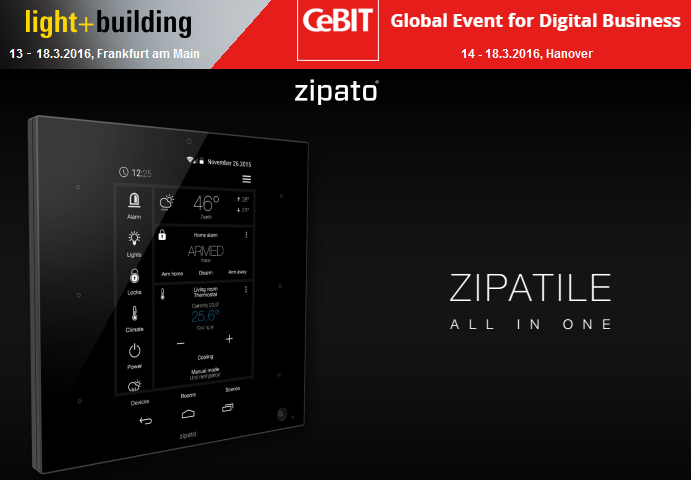 light+building
13 - 18.3.2016, Frankfurt am Main
CeBIT
Global Event for Digital Business
14 - 18.3.2016, Hanover
zipato
ZIPATILE
ALL IN ONE
November 26.2015
12:25
Alarm
Lights
Locks
Climate
Power
46°
Home alarm
ARMED
Arm home
Disarm
Arm away
Living room
Thermostat
25.6°
Cooling
Manual mode
Devices
Rooms
Scenes
zipato